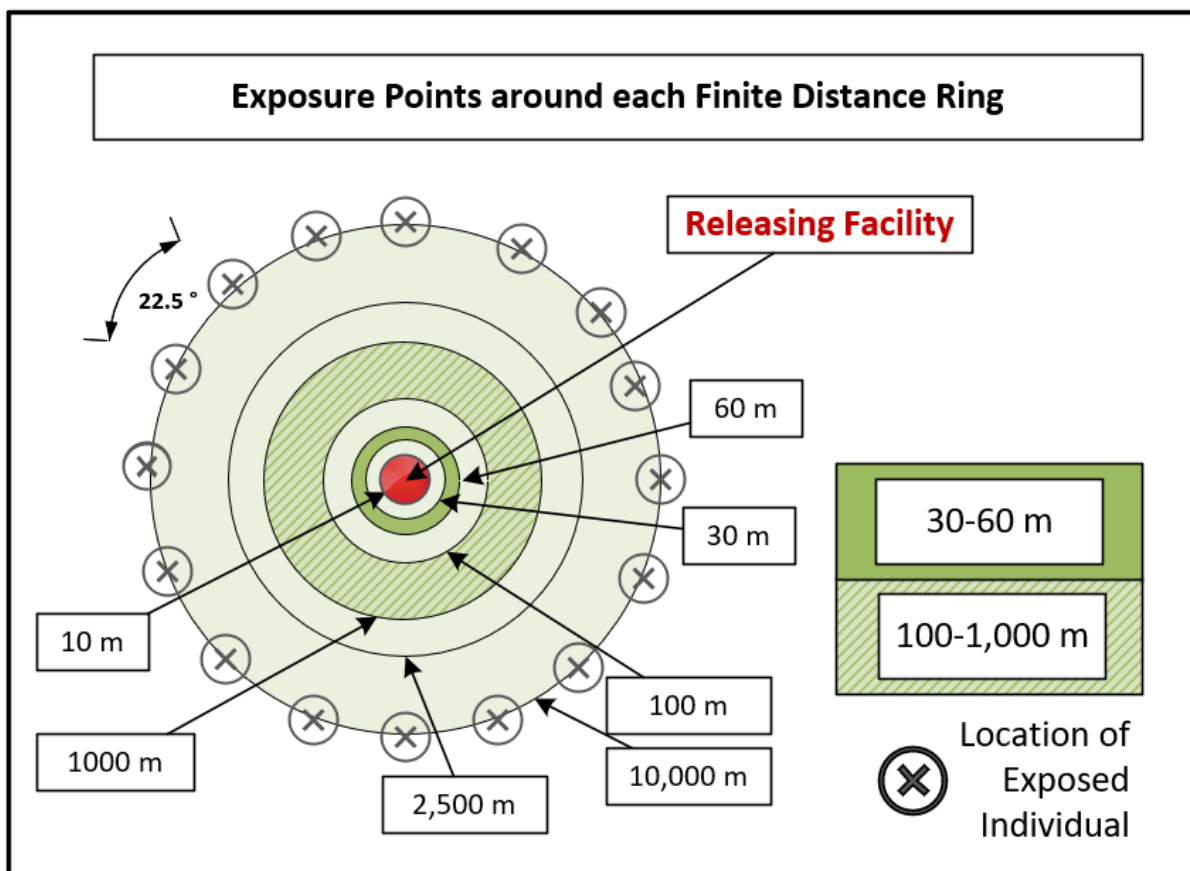 Exposure Points around each Finite Distance Ring
Releasing Facility
22.5 °
60 m
30 m
30-60 m
10 m
100-1,000 m
100 m
1000 m
10,000 m
2,500 m
Location of
Exposed
Individual